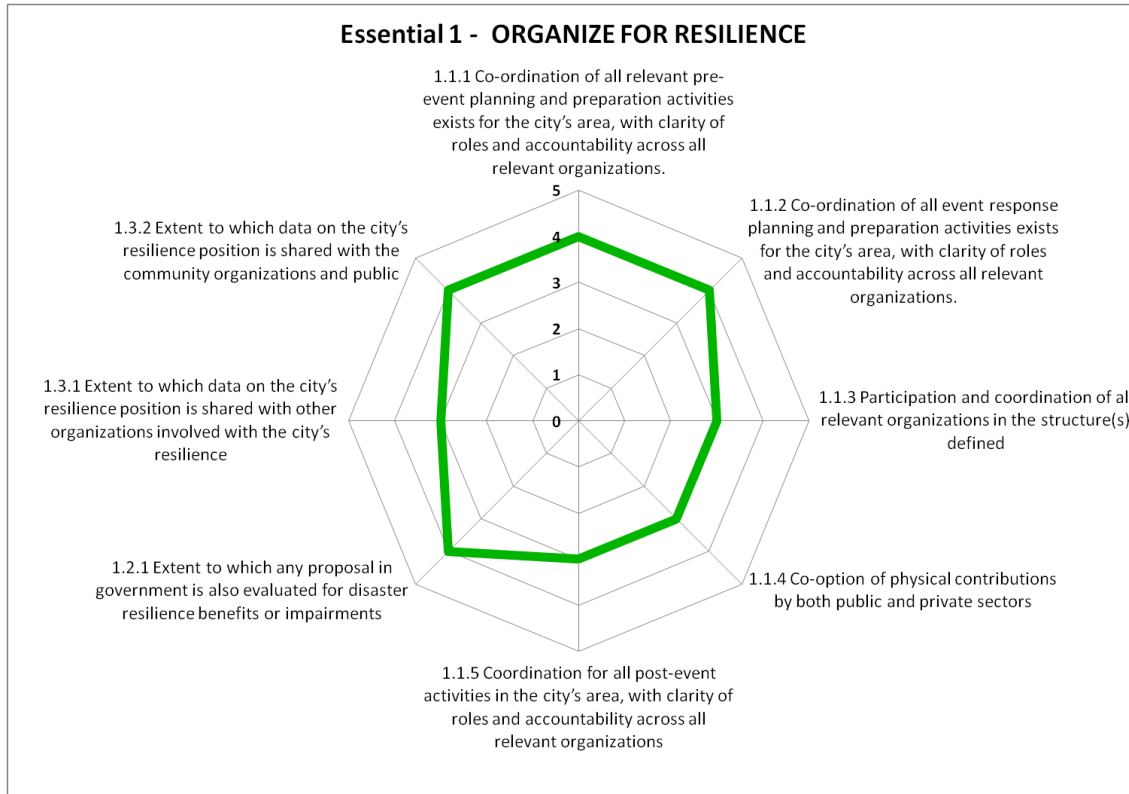 Essential 1 - ORGANIZE FOR RESILIENCE
1.1.1 Co-ordination of all relevant pre-
event planning and preparation activities
exists for the city's area, with clarity of
roles and accountability across all
relevant organizations.
1.1.2 Co-ordination of all event response
planning and preparation activities exists
for the city's area, with clarity of roles
and accountability across all relevant
organizations.
1.1.3 Participation and coordination of al
relevant organizations in the structure(s)
defined
1.1.4 Co-option of physical contributions
by both public and private sectors
1.1.5 Coordination for all post-event
activities in the city's area, with clarity of
roles and accountability across all
relevant organizations
1.2.1 Extent to which any proposal in
government is also evaluated for disaster
resilience benefits or impairments
1.3.1 Extent to which data on the city's
resilience position is shared with other
organizations involved with the city's
resilience
1.3.2 Extent to which data on the city's
resilience position is shared with the
community organizations and public
5
4
3
2
1
0